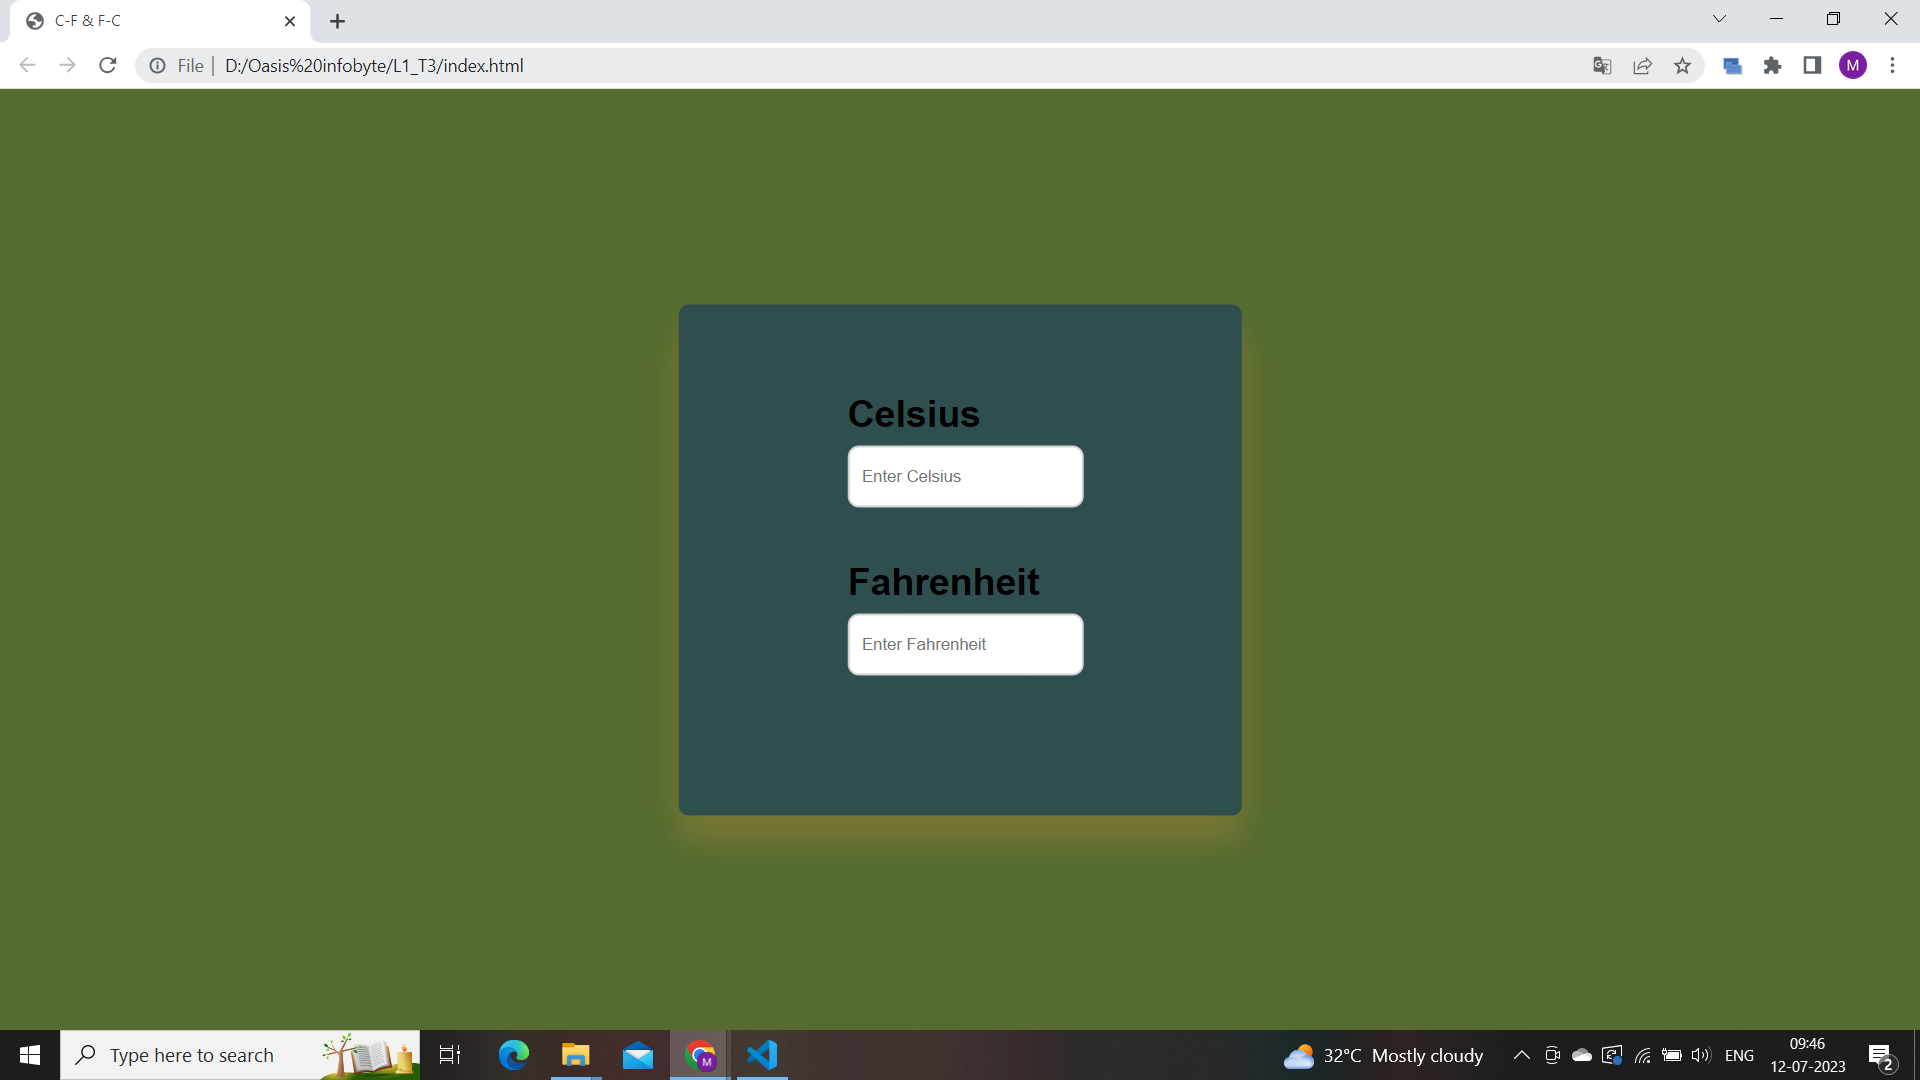 C-F & F-C
File | D:/Oasis%20infobyte/L1_T3/index.html
M
Celsius
Enter Celsius
Fahrenheit
Enter Fahrenheit
Type here to search
M
32°C Mostly cloudy
ENG
09:46
12-07-2023
2